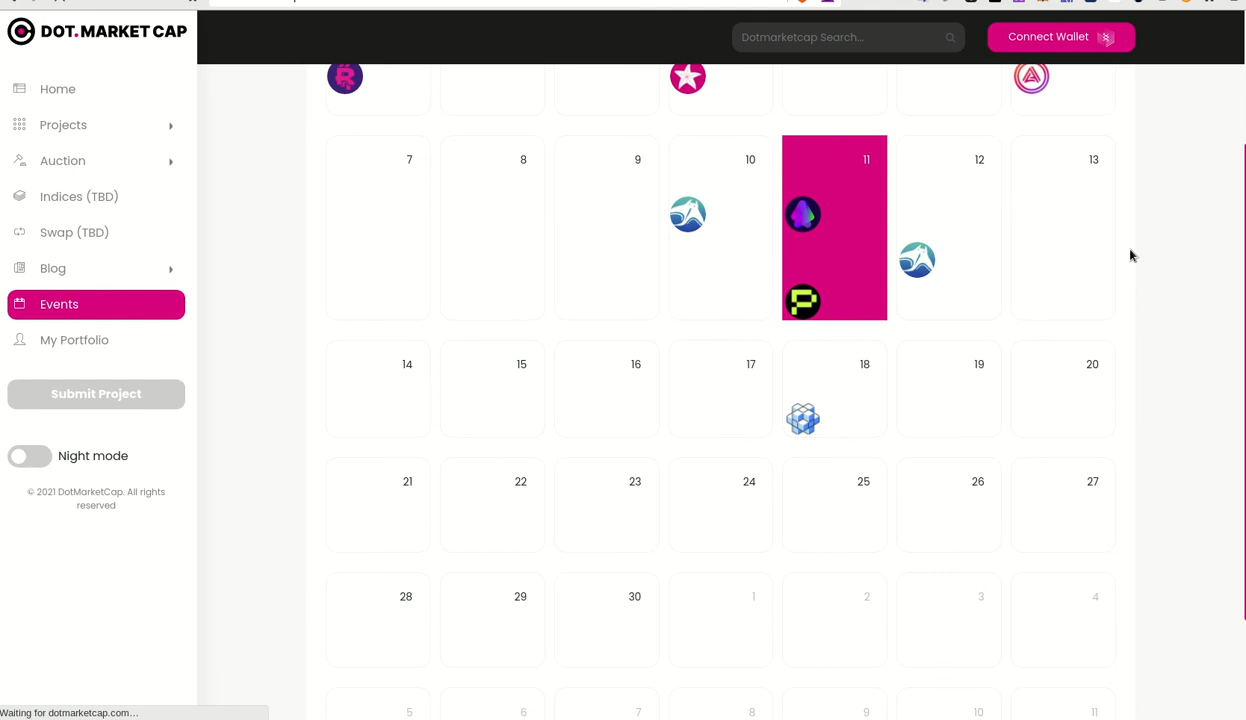 DOT.MARKET CAP
Dotmarketcap Search...
Connect Wallet
Home
Projects
Auction
Indices (TBD)
Swap (TBD)
Blog
Events
My Portfolio
Submit Project
Night mode
© 2021 DotMarketCap. All rights
reserved
7 8 9 10 11 12 13
14 15 16 17 18 19 20
21 22 23 24 25 26 27
28 29 30 1 2 3 4
5 6 7 8 9 10 11
Waiting for dotmarketcap.com...